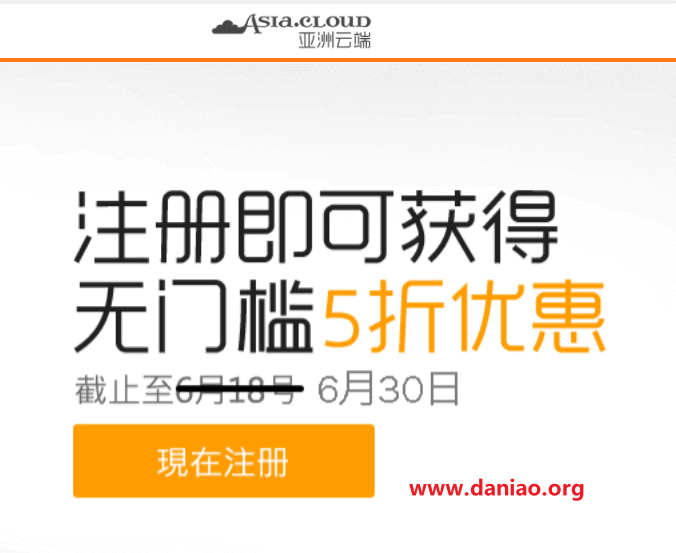 ASIA.CLOUD
亚洲云端
注册即可获得
无门槛5折优惠
截止至6月18号 6月30日
現在注册
www.daniao.org